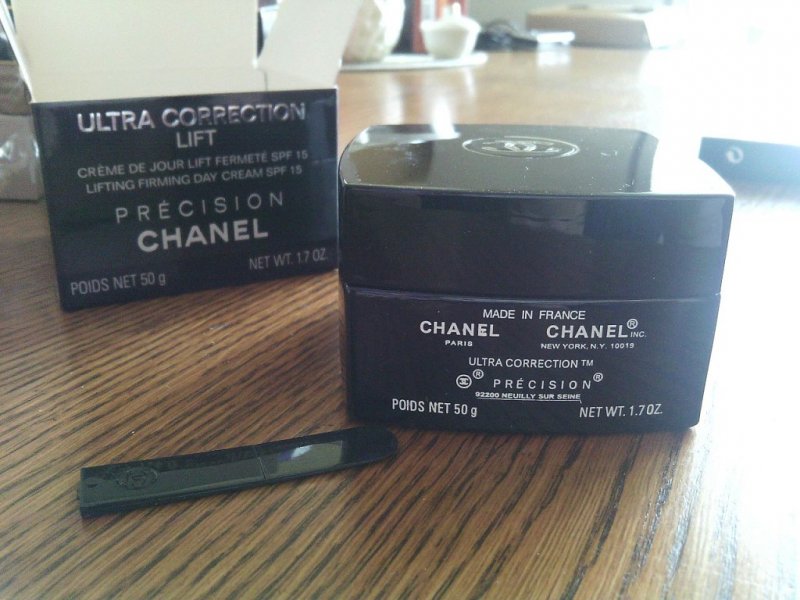 ULTRA CORRECTION
LIFT
CRÈME DE JOUR LIFT FERMETÉ SPF 15
LIFTING FIRMING DAY CREAM SPF 15
PRÉCISION
CHANEL
POIDS NET 50 g
NET WT. 1.7 OZ.
MADE IN FRANCE
CHANEL CHANEL® INC.
PARIS NEW YORK, N.Y. 10019
ULTRA CORRECTION™
® PRÉCISION®
92200 NEUILLY SUR SEINE
POIDS NET 50 g NET WT. 1.7 OZ.